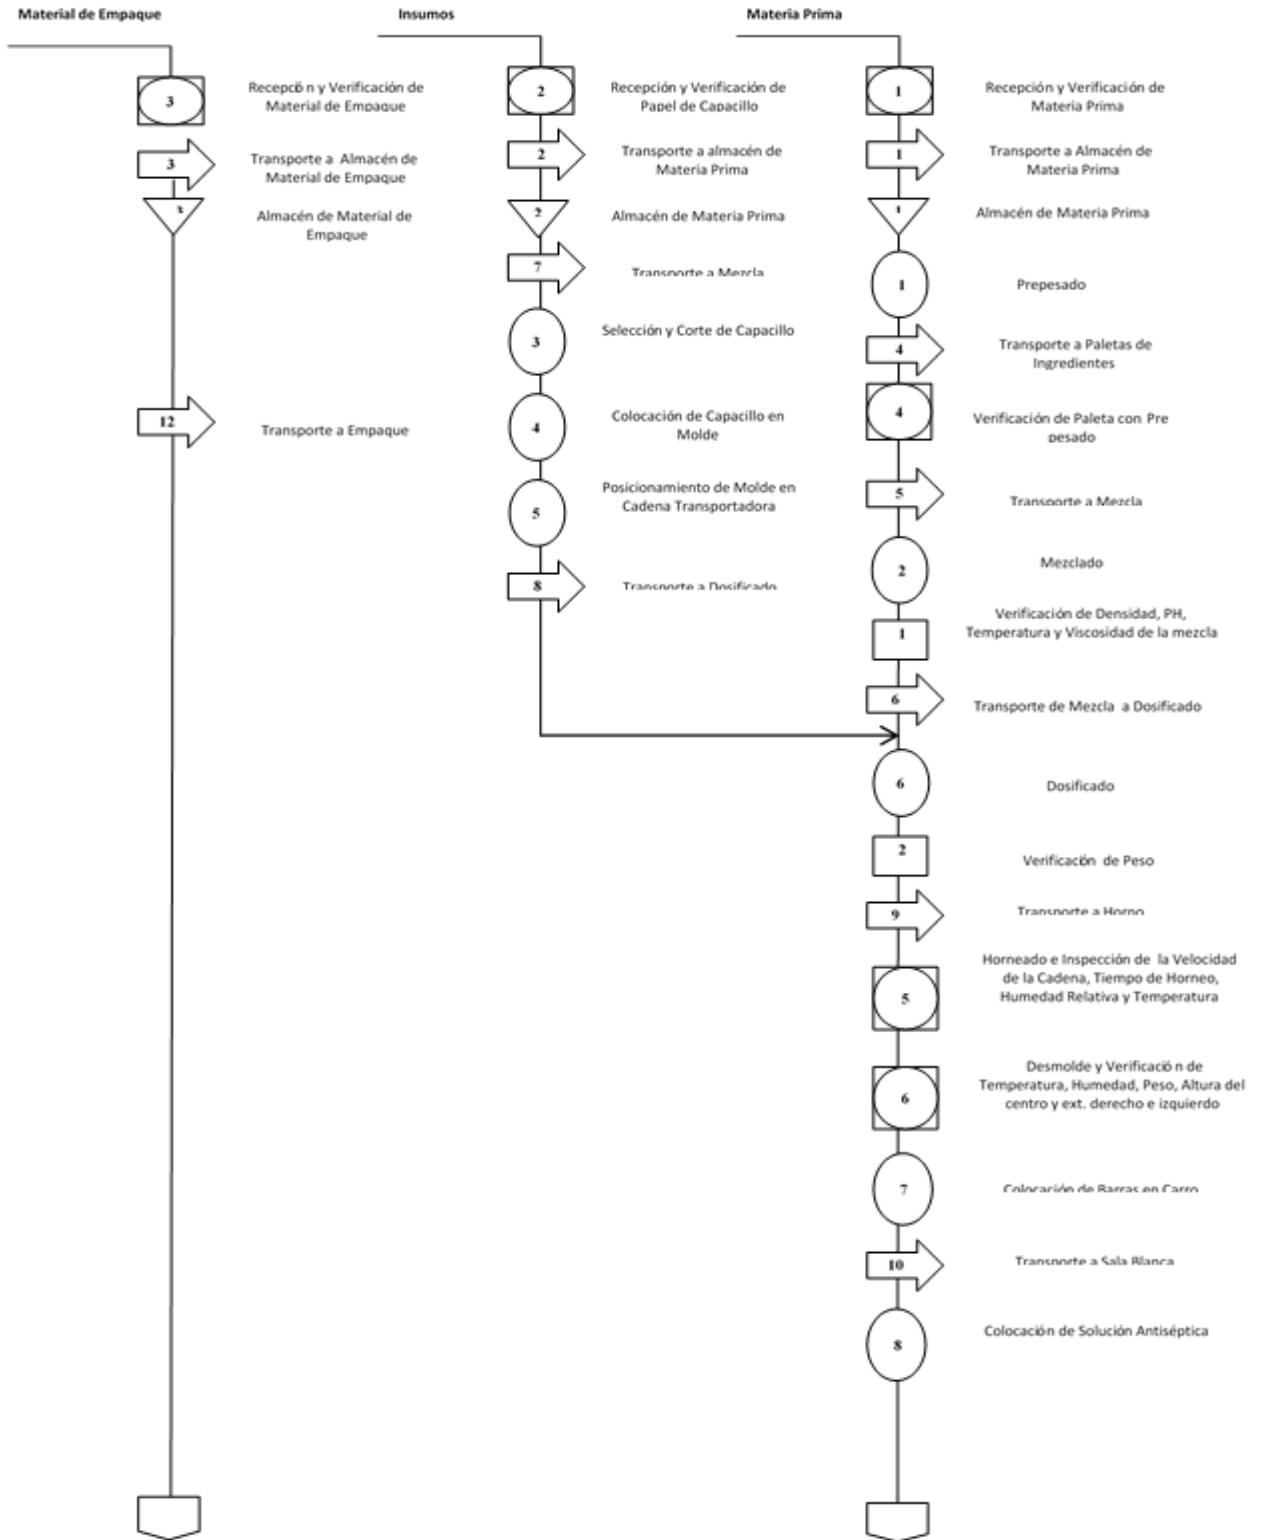 Material de Empaque
Insumos
Materia Prima
3
Recepción y Verificación de
Material de Empaque
3
Transporte a Almacén de
Material de Empaque
3
Almacén de Material de
Empaque
12
Transporte a Empaque
2
Recepción y Verificación de
Papel de Capacillo
2
Transporte a almacén de
Materia Prima
2
Almacén de Materia Prima
7
Transporte a Mezcla
3
Selección y Corte de Capacillo
4
Colocación de Capacillo en
Molde
5
Posicionamiento de Molde en
Cadena Transportadora
8
Transporte a Dosificado
1
Recepción y Verificación de
Materia Prima
1
Transporte a Almacén de
Materia Prima
1
Almacén de Materia Prima
1
Prepesado
4
Transporte a Paletas de
Ingredientes
4
Verificación de Paleta con Pre
pesado
5
Transporte a Mezcla
2
Mezclado
1
Verificación de Densidad, PH,
Temperatura y Viscosidad de la mezcla
6
Transporte de Mezcla a Dosificado
6
Dosificado
2
Verificación de Peso
9
Transporte a Horno
5
Horneado e Inspección de la Velocidad
de la Cadena, Tiempo de Horneo,
Humedad Relativa y Temperatura
6
Desmolde y Verificación de
Temperatura, Humedad, Peso, Altura del
centro y ext. derecho e izquierdo
7
Colocación de Barras en Carro
10
Transporte a Sala Blanca
8
Colocación de Solución Antiséptica